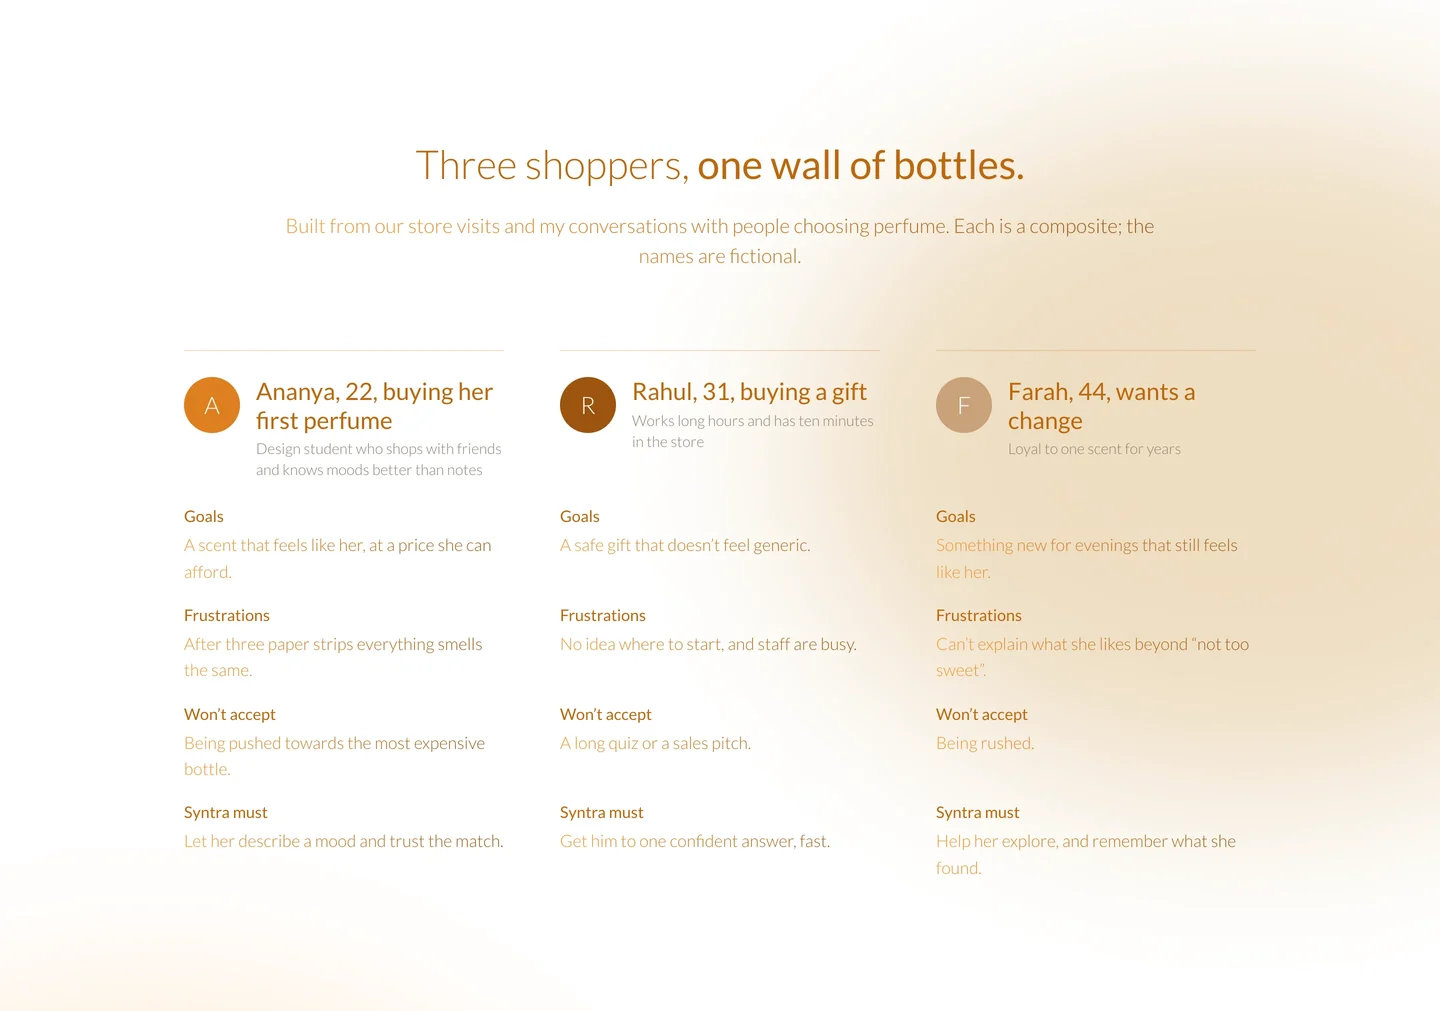 Three shoppers, one wall of bottles.
Built from our store visits and my conversations with people choosing perfume. Each is a composite; the
names are fictional.
A
Ananya, 22, buying her
first perfume
Design student who shops with friends
and knows moods better than notes
Goals
A scent that feels like her, at a price she can
afford.
Frustrations
After three paper strips everything smells
the same.
Won’t accept
Being pushed towards the most expensive
bottle.
Syntra must
Let her describe a mood and trust the match.
R
Rahul, 31, buying a gift
Works long hours and has ten minutes
in the store
Goals
A safe gift that doesn’t feel generic.
Frustrations
No idea where to start, and staff are busy.
Won’t accept
A long quiz or a sales pitch.
Syntra must
Get him to one confident answer, fast.
F
Farah, 44, wants a
change
Loyal to one scent for years
Goals
Something new for evenings that still feels
like her.
Frustrations
Can’t explain what she likes beyond “not too
sweet”.
Won’t accept
Being rushed.
Syntra must
Help her explore, and remember what she
found.